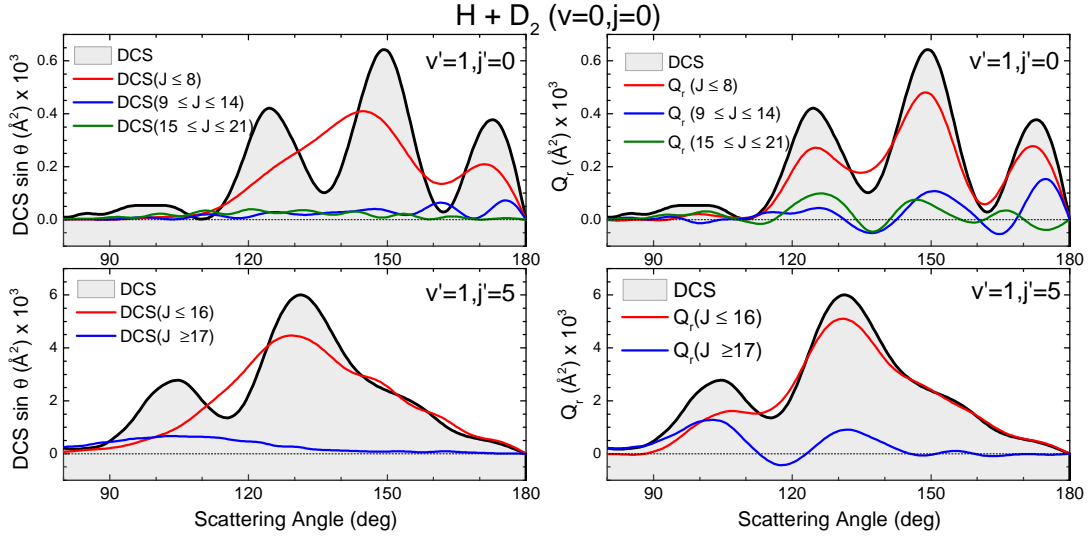 H + D2 (v=0,j=0)
DCS sin θ (Å²) x 10³
0.6
0.4
0.2
0.0
DCS
DCS(J ≤ 8)
DCS(9 ≤ J ≤ 14)
DCS(15 ≤ J ≤ 21)
v'=1,j'=0
90
120
150
180
Qr (Å²) x 10³
0.6
0.4
0.2
0.0
DCS
Qr (J ≤ 8)
Qr (9 ≤ J ≤ 14)
Qr (15 ≤ J ≤ 21)
v'=1,j'=0
90
120
150
180
DCS sin θ (Å²) x 10³
6
4
2
0
DCS
DCS(J ≤ 16)
DCS(J ≥17)
v'=1,j'=5
90
120
150
180
Scattering Angle (deg)
Qr (Å²) x 10³
6
4
2
0
DCS
Qr(J ≤ 16)
Qr(J ≥17)
v'=1,j'=5
90
120
150
180
Scattering Angle (deg)